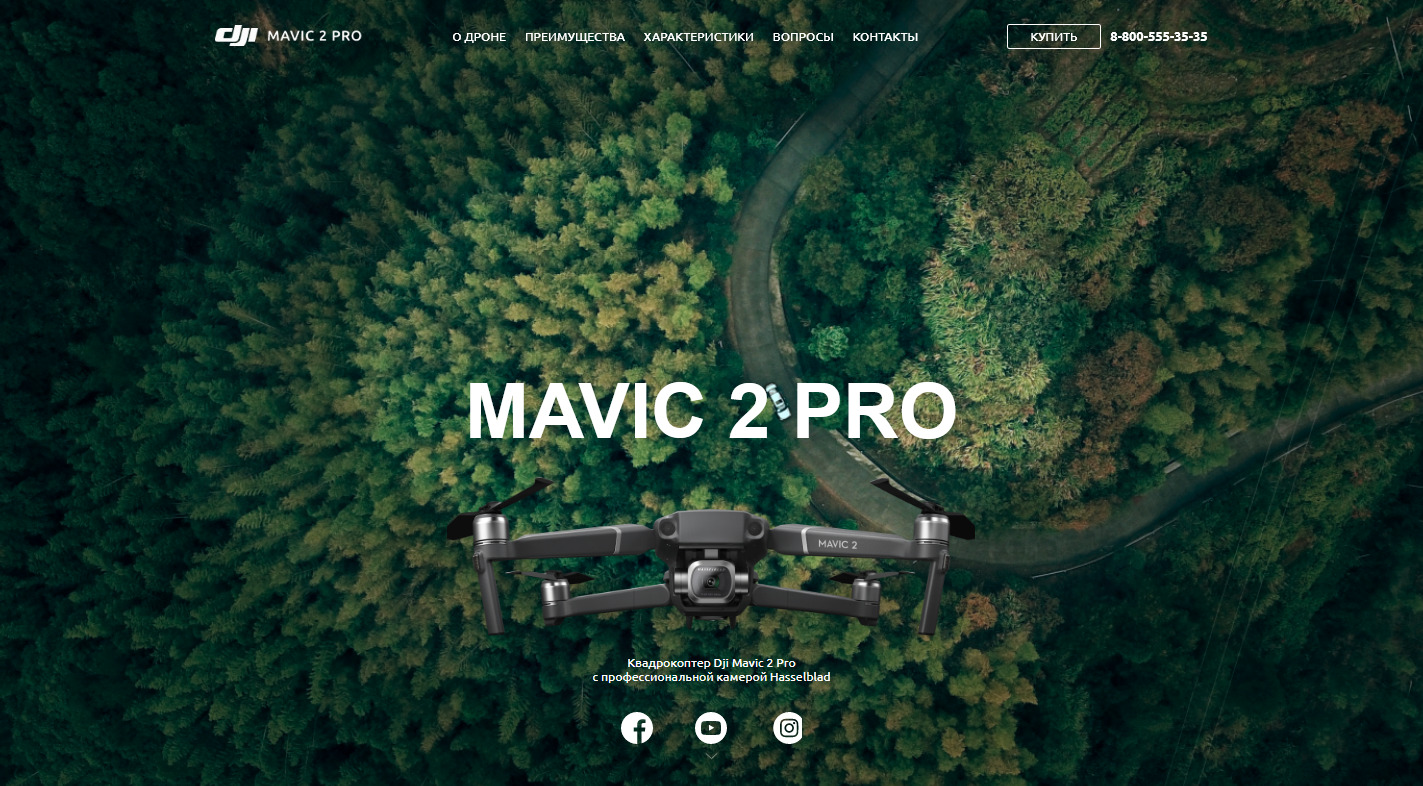 dji MAVIC 2 PRO
О ДРОНЕ
ПРЕИМУЩЕСТВА
ХАРАКТЕРИСТИКИ
ВОПРОСЫ
КОНТАКТЫ
КУПИТЬ
8-800-555-35-35
MAVIC 2 PRO
MAVIC 2
HASSELBLAD
Квадрокоптер Dji Mavic 2 Pro
с профессиональной камерой Hasselblad